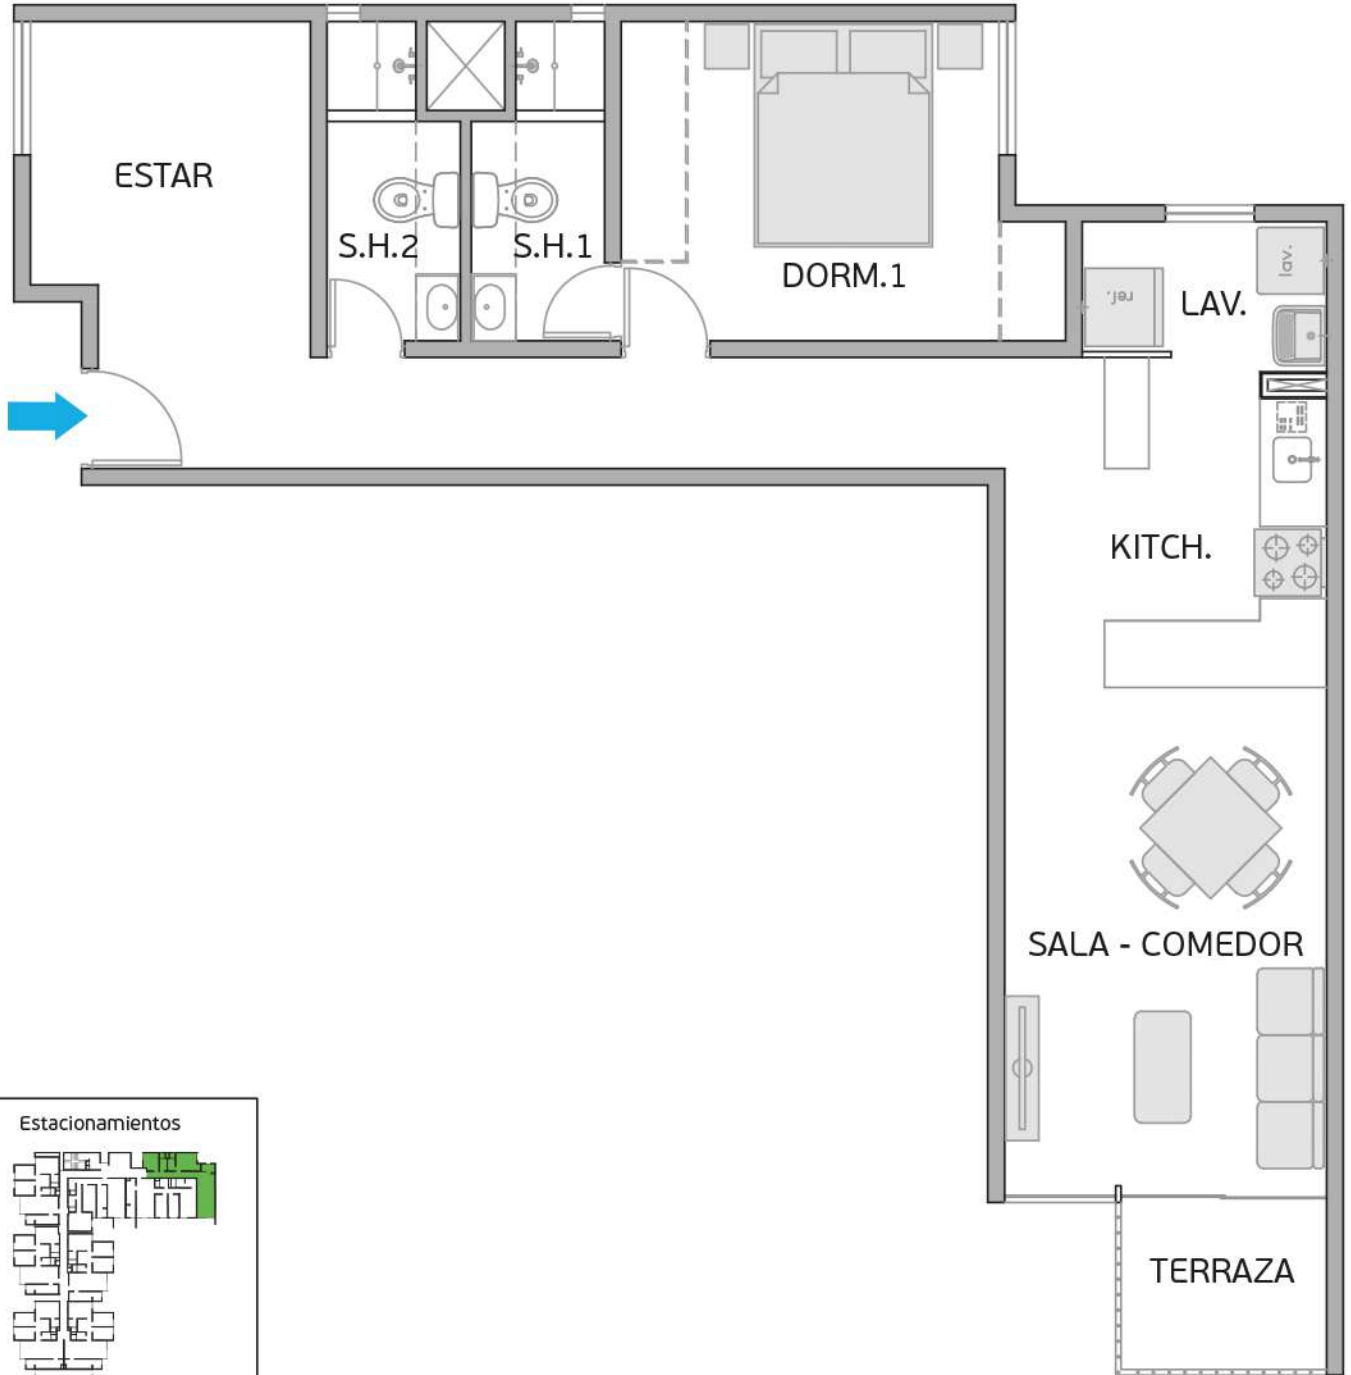 ESTAR
S.H.2
S.H.1
DORM.1
ref.
LAV.
lav.
KITCH.
SALA - COMEDOR
TERRAZA
Estacionamientos